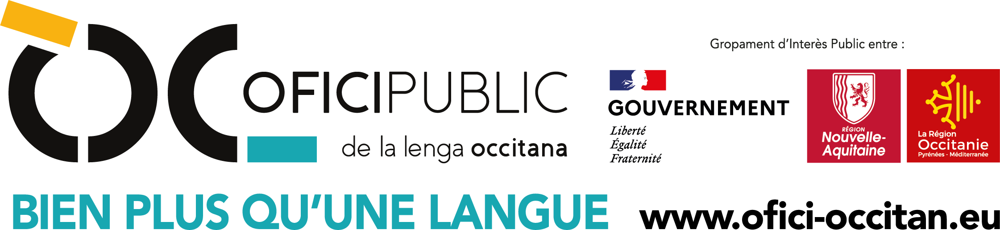 ÒC
OFICIPUBLIC
de la lenga occitana
Gropament d'Interès Public entre :
GOUVERNEMENT
Liberté
Égalité
Fraternité
RÉGION
Nouvelle-
Aquitaine
La Région
Occitanie
Pyrénées - Méditerranée
BIEN PLUS QU'UNE LANGUE
www.ofici-occitan.eu